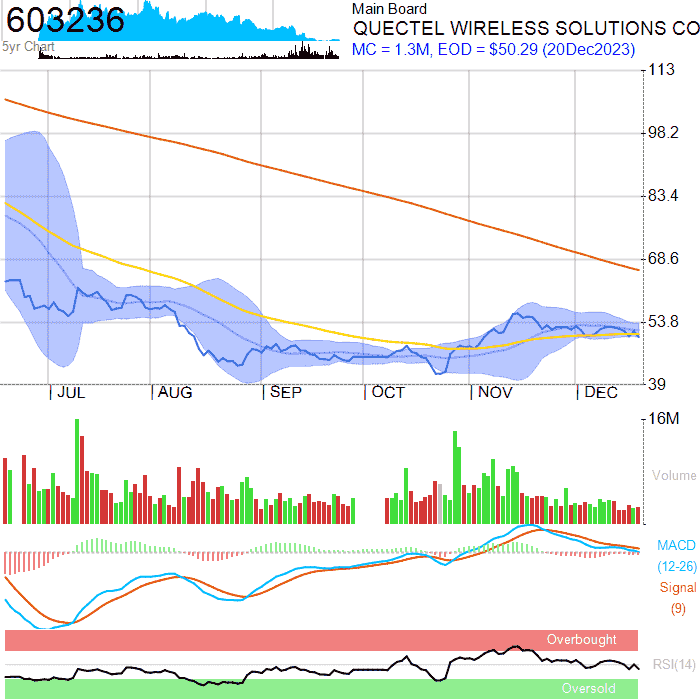 603236
5yr Chart
Main Board
QUECTEL WIRELESS SOLUTIONS CO
MC = 1.3M, EOD = $50.29 (20Dec2023)
113
98.2
83.4
68.6
53.8
39
JUL AUG SEP OCT NOV DEC
16M
Volume
MACD
(12-26)
Signal
(9)
Overbought
RSI(14)
Oversold